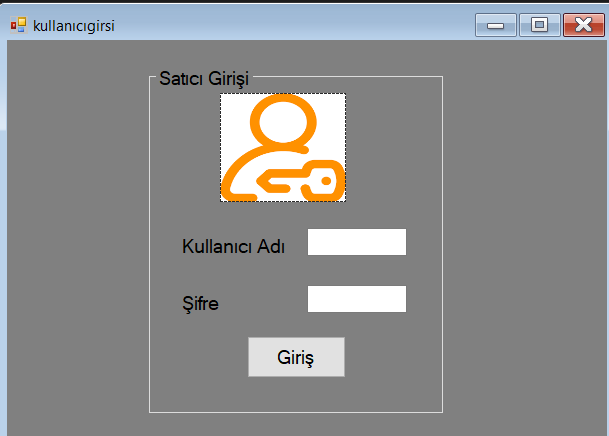 kullanıcıgirsi
Satıcı Girişi
Kullanıcı Adı
Şifre
Giriş